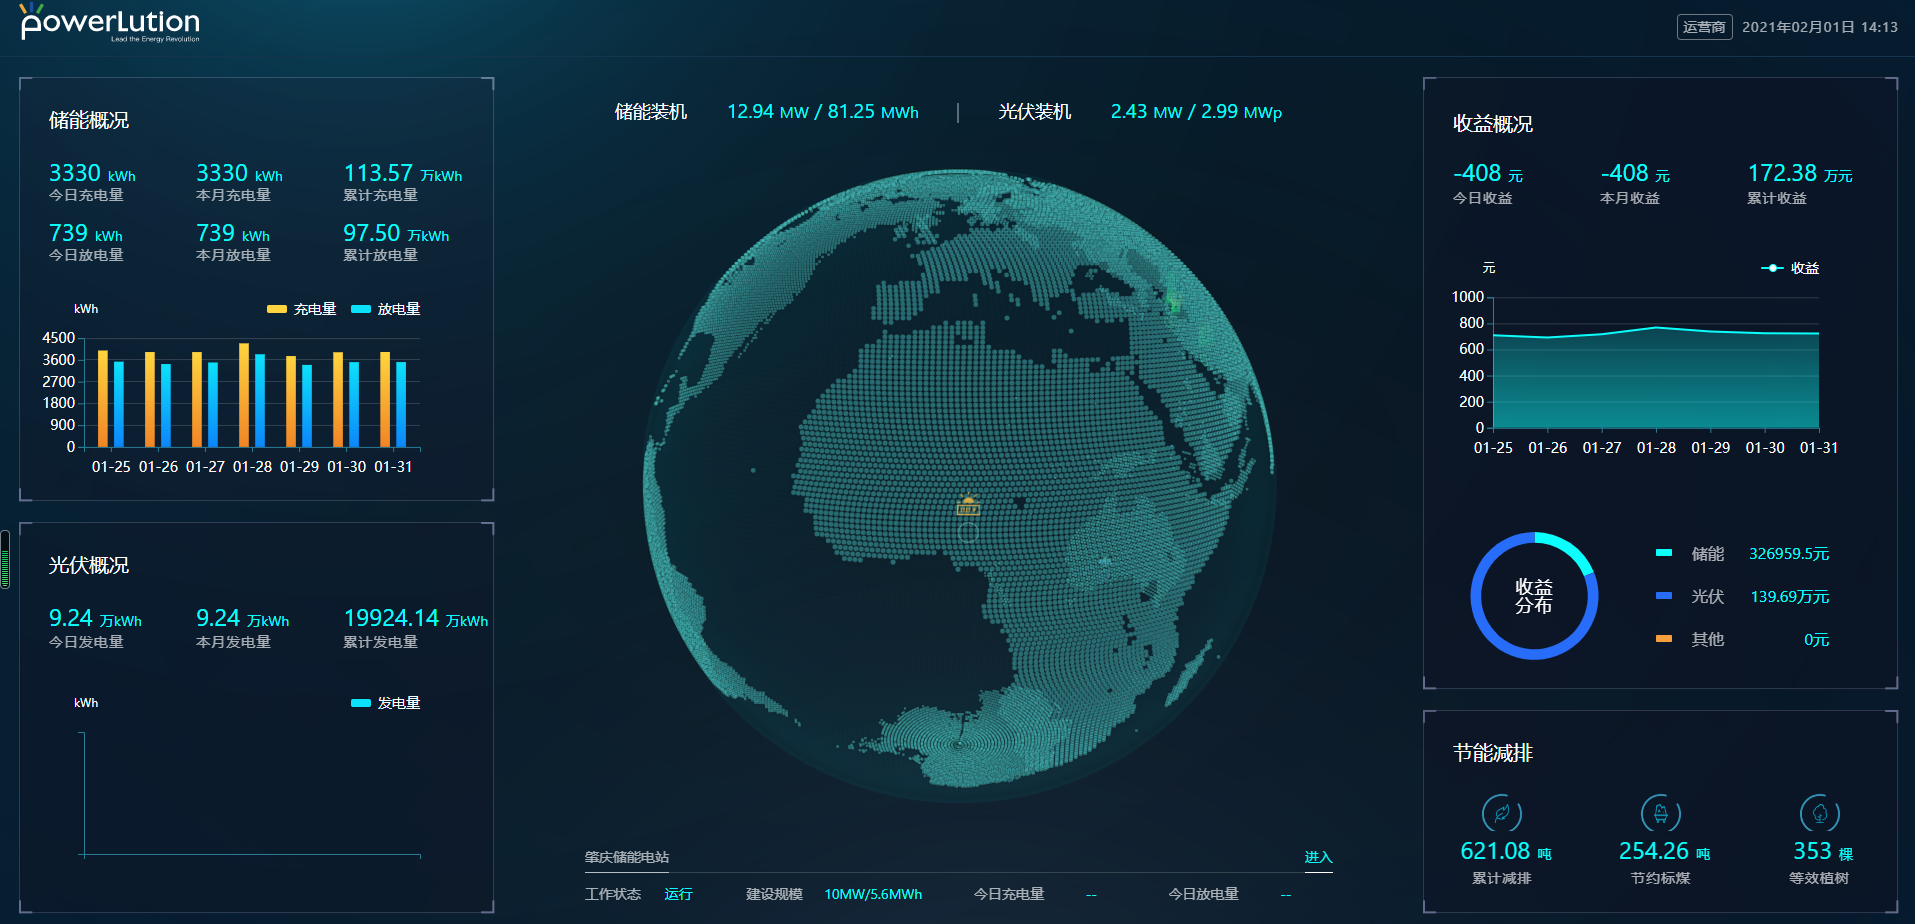 powerLution
Lead the Energy Revolution
运营商 2021年02月01日 14:13
储能概况
3330 kWh 3330 kWh 113.57 万kWh
今日充电量 本月充电量 累计充电量
739 kWh 739 kWh 97.50 万kWh
今日放电量 本月放电量 累计放电量
kWh 充电量 放电量
4500
3600
2700
1800
900
0
01-25 01-26 01-27 01-28 01-29 01-30 01-31
光伏概况
9.24 万kWh 9.24 万kWh 19924.14 万kWh
今日发电量 本月发电量 累计发电量
kWh 发电量
储能装机 12.94 MW / 81.25 MWh | 光伏装机 2.43 MW / 2.99 MWp
肇庆储能电站 进入
工作状态 运行 建设规模 10MW/5.6MWh 今日充电量 -- 今日放电量 --
收益概况
-408 元 -408 元 172.38 万元
今日收益 本月收益 累计收益
元 收益
1000
800
600
400
200
0
01-25 01-26 01-27 01-28 01-29 01-30 01-31
收益
分布
储能 326959.5元
光伏 139.69万元
其他 0元
节能减排
621.08 吨 254.26 吨 353 棵
累计减排 节约标煤 等效植树